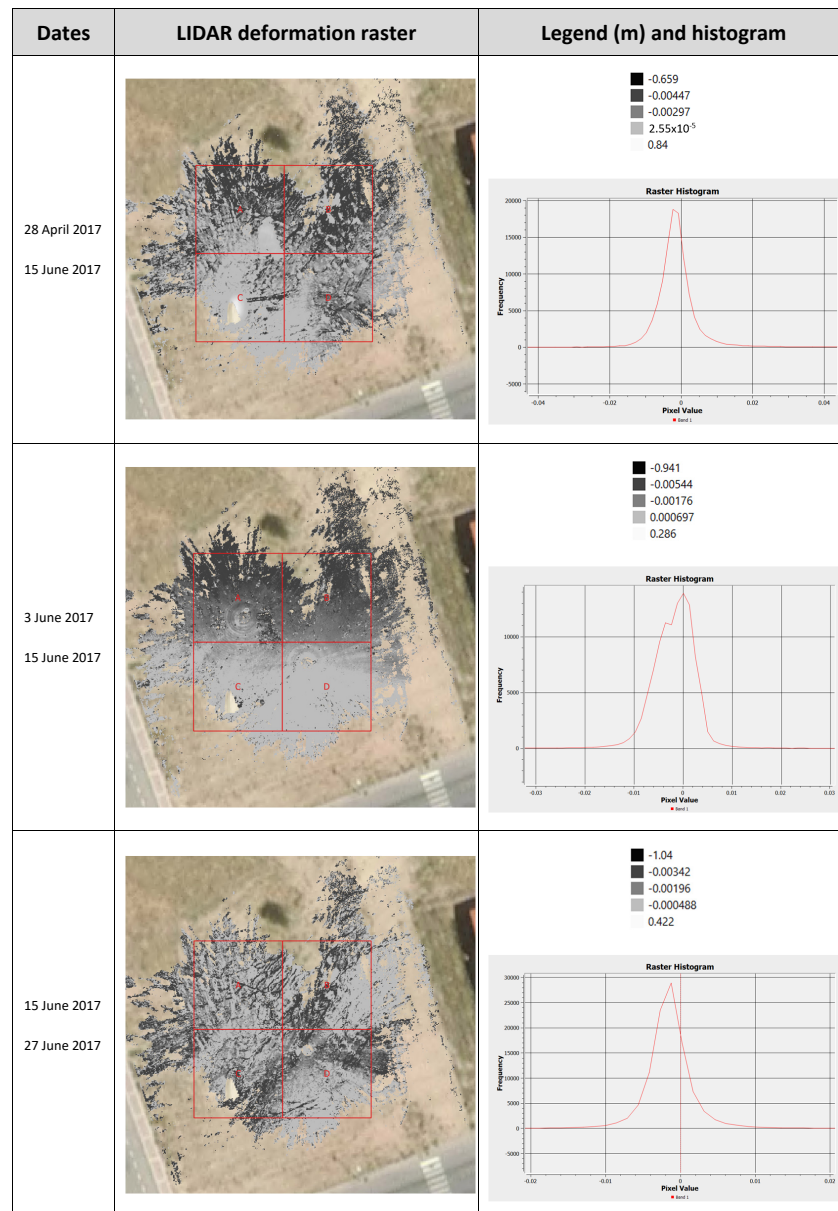 Dates LIDAR deformation raster Legend (m) and histogram
28 April 2017
15 June 2017
A B
C D
-0.659
-0.00447
-0.00297
2.55x10-5
0.84
Raster Histogram
Frequency
20000
15000
10000
5000
0
-5000
-0.04 -0.02 0 0.02 0.04
Pixel Value
Band 1
3 June 2017
15 June 2017
A B
C D
-0.941
-0.00544
-0.00176
0.000697
0.286
Raster Histogram
Frequency
10000
5000
0
-0.03 -0.02 -0.01 0 0.01 0.02 0.03
Pixel Value
Band 1
15 June 2017
27 June 2017
A B
C D
-1.04
-0.00342
-0.00196
-0.000488
0.422
Raster Histogram
Frequency
30000
25000
20000
15000
10000
5000
0
-5000
-0.02 -0.01 0 0.01 0.02
Pixel Value
Band 1